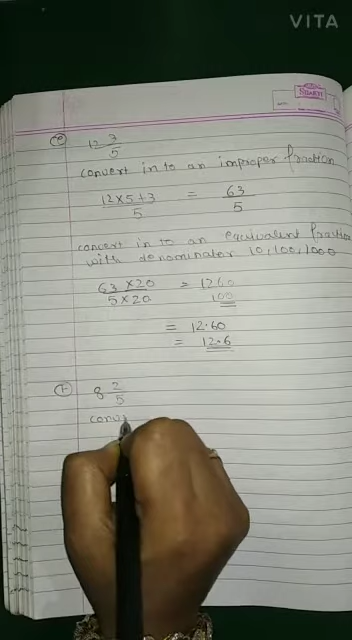 VITA
(e) 12 3/5
convert in to an improper fraction
12×5+3/5 = 63/5
convert in to an equivalent fraction
with denominator 10, 100, 1000
63 ×20/5×20 = 1260/100
= 12.60
= 12.6
(f) 8 2/5
conve